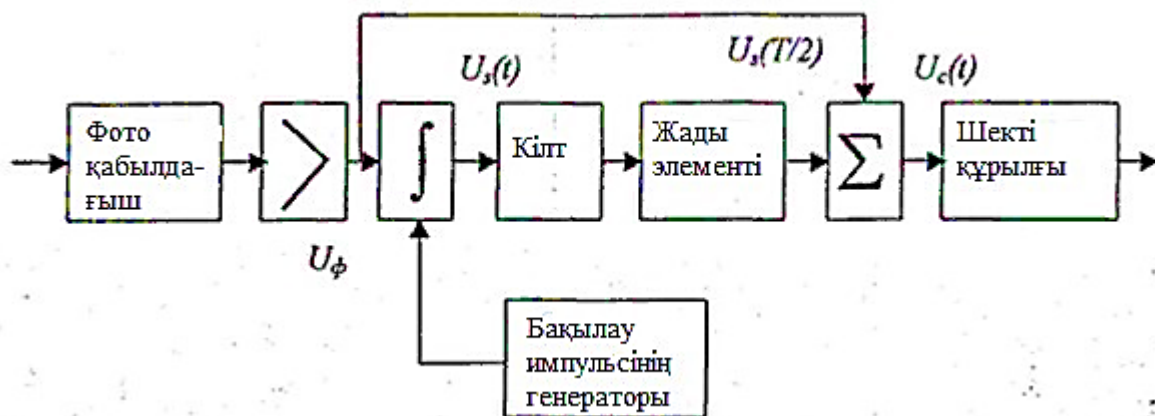 U_s(T/2)
U_s(t)
U_c(t)
Фото
қабылда-
ғыш
>
∫
Кілт
Жады
элементі
Σ
Шекті
құрылғы
U_ф
Бақылау
импульсінің
генераторы